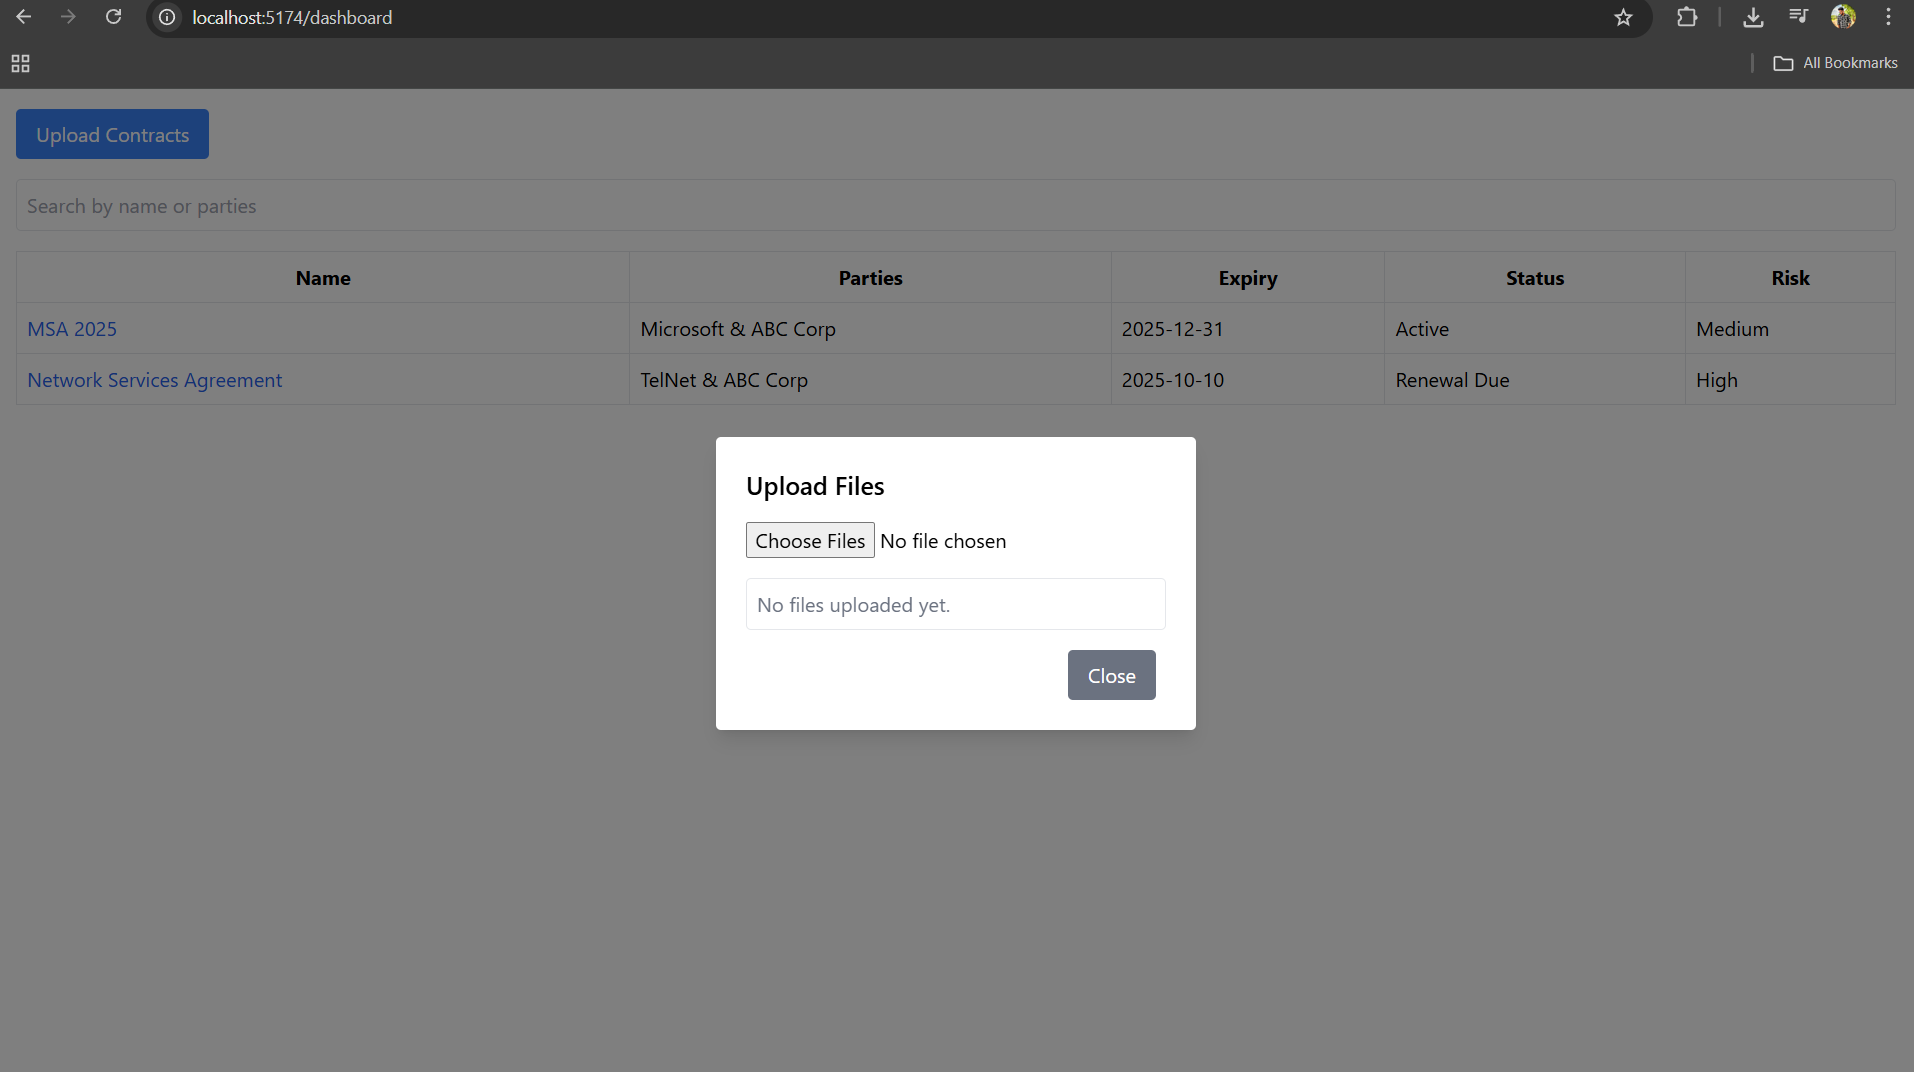 localhost:5174/dashboard
All Bookmarks
Upload Contracts
Search by name or parties
Name Parties Expiry Status Risk
MSA 2025 Microsoft & ABC Corp 2025-12-31 Active Medium
Network Services Agreement TelNet & ABC Corp 2025-10-10 Renewal Due High
Upload Files
Choose Files No file chosen
No files uploaded yet.
Close